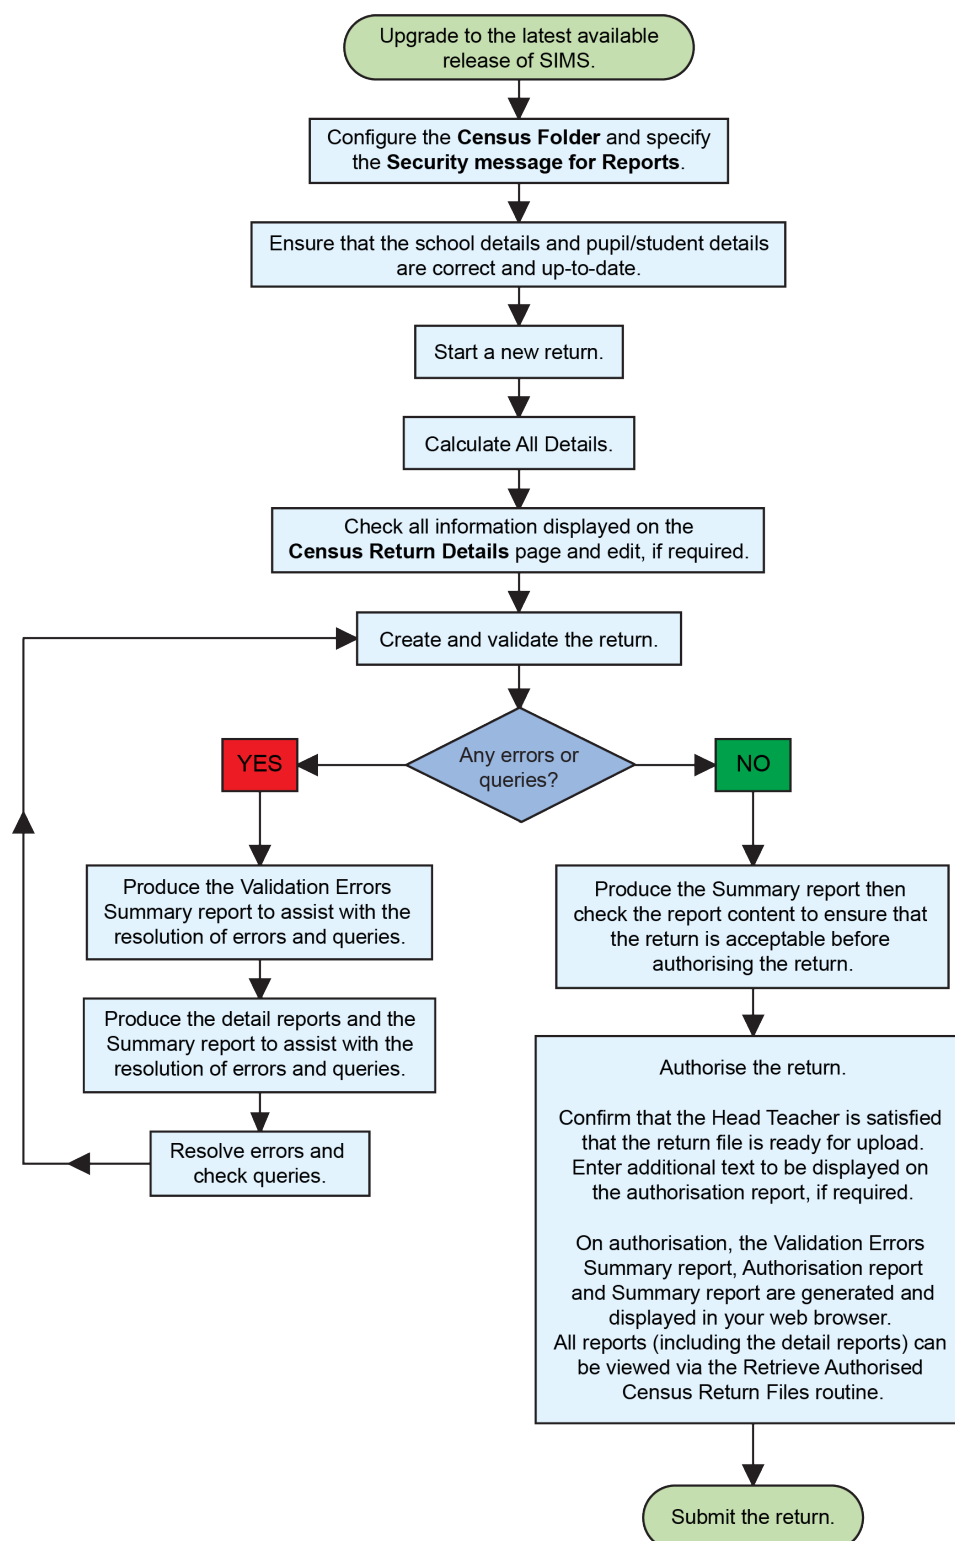 Upgrade to the latest available
release of SIMS.
Configure the Census Folder and specify
the Security message for Reports.
Ensure that the school details and pupil/student details
are correct and up-to-date.
Start a new return.
Calculate All Details.
Check all information displayed on the
Census Return Details page and edit, if required.
Create and validate the return.
Any errors or
queries?
YES
NO
Produce the Validation Errors
Summary report to assist with the
resolution of errors and queries.
Produce the detail reports and the
Summary report to assist with the
resolution of errors and queries.
Resolve errors and
check queries.
Produce the Summary report then
check the report content to ensure that
the return is acceptable before
authorising the return.
Authorise the return.
Confirm that the Head Teacher is satisfied
that the return file is ready for upload.
Enter additional text to be displayed on
the authorisation report, if required.
On authorisation, the Validation Errors
Summary report, Authorisation report
and Summary report are generated and
displayed in your web browser.
All reports (including the detail reports) can
be viewed via the Retrieve Authorised
Census Return Files routine.
Submit the return.